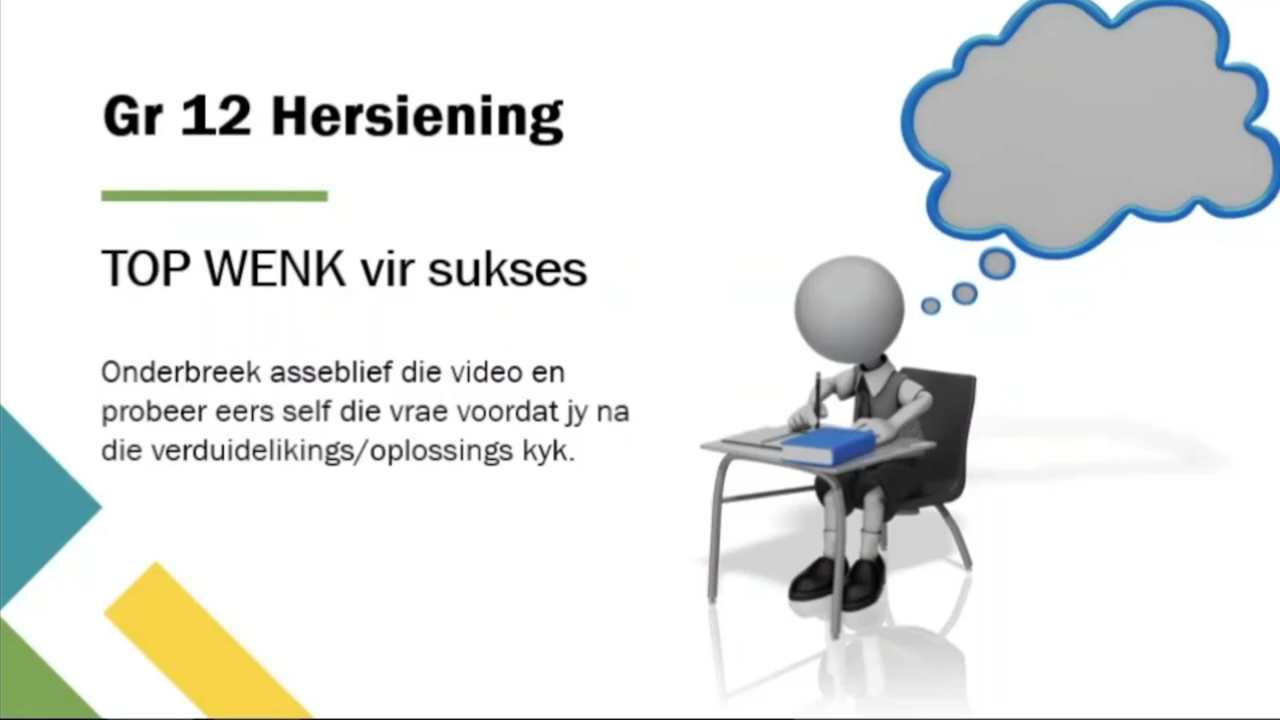 Gr 12 Hersiening
TOP WENK vir sukses
Onderbreek asseblief die video en
probeer eers self die vrae voordat jy na
die verduidelikings/oplossings kyk.